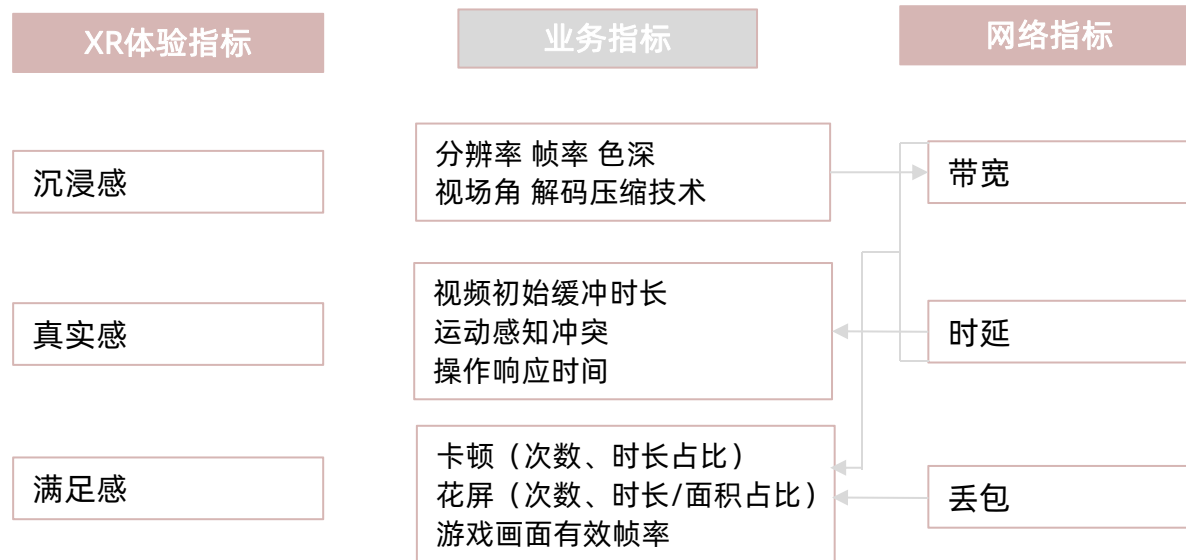 XR体验指标
业务指标
网络指标
沉浸感
分辨率 帧率 色深
视场角 解码压缩技术
带宽
真实感
视频初始缓冲时长
运动感知冲突
操作响应时间
时延
满足感
卡顿（次数、时长占比）
花屏（次数、时长/面积占比）
游戏画面有效帧率
丢包